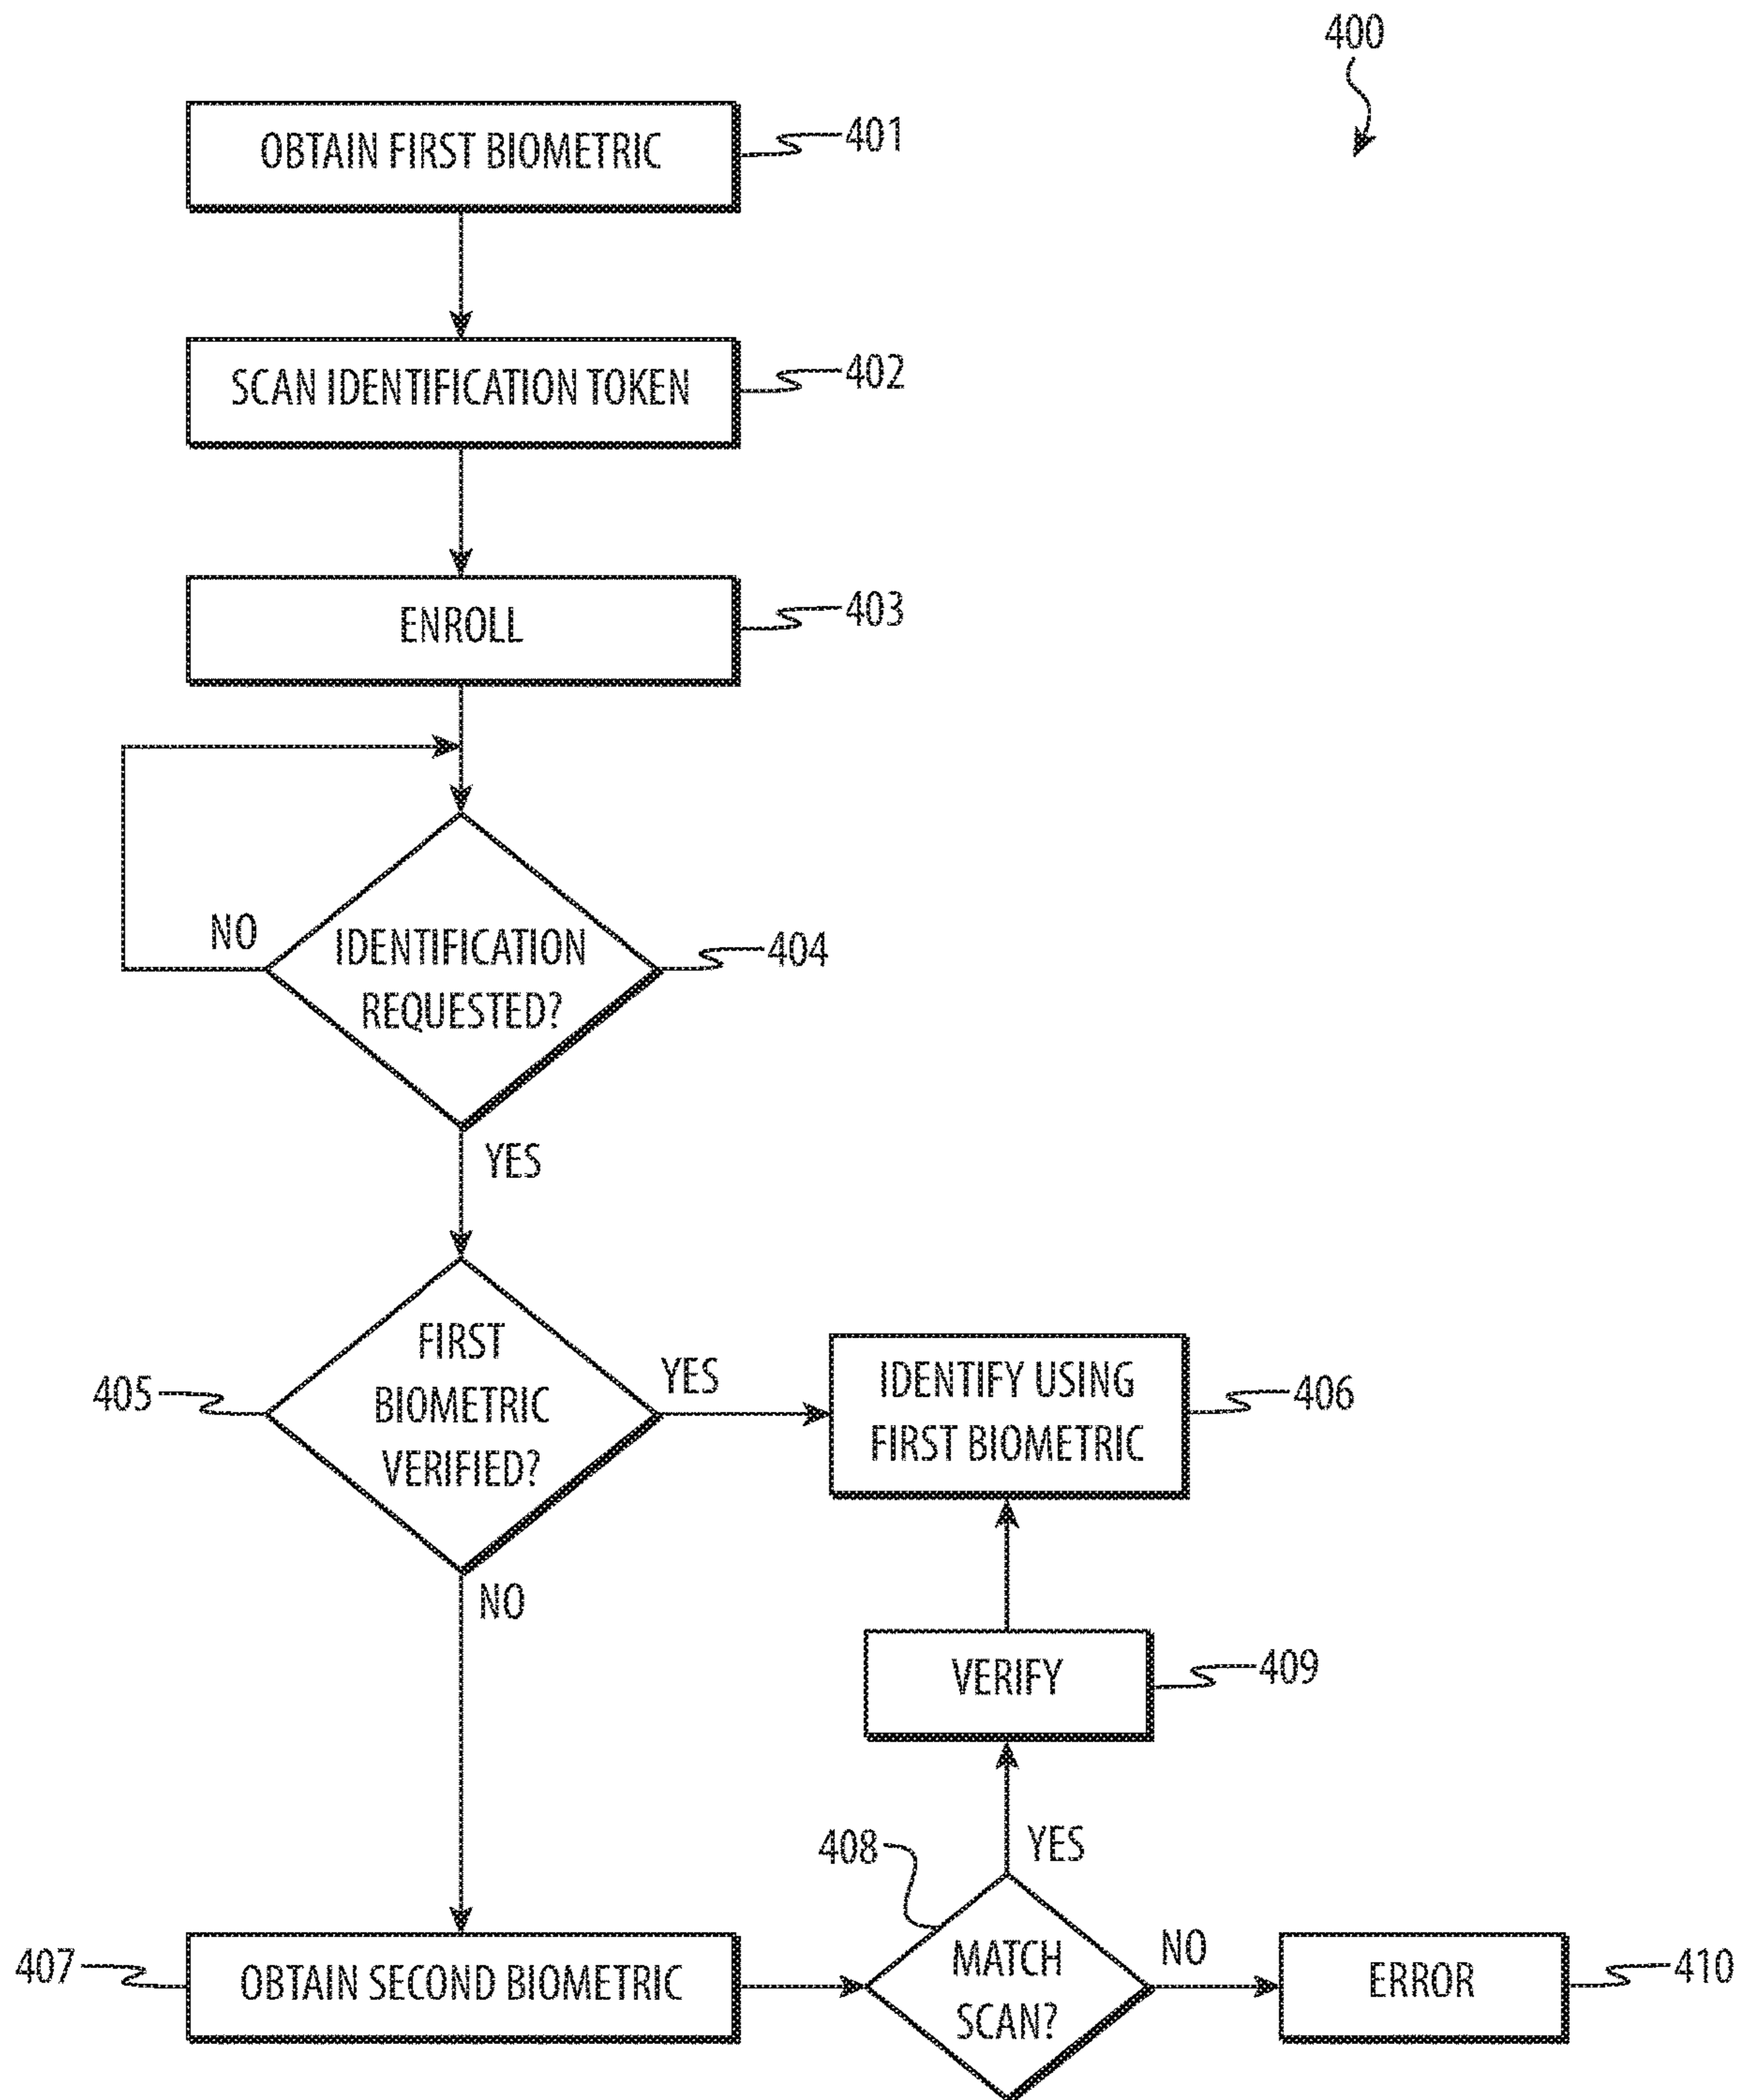 400
OBTAIN FIRST BIOMETRIC
401
SCAN IDENTIFICATION TOKEN
402
ENROLL
403
NO
IDENTIFICATION
REQUESTED?
404
YES
405
FIRST
BIOMETRIC
VERIFIED?
YES
IDENTIFY USING
FIRST BIOMETRIC
406
NO
VERIFY
409
408
YES
407
OBTAIN SECOND BIOMETRIC
MATCH
SCAN?
NO
ERROR
410